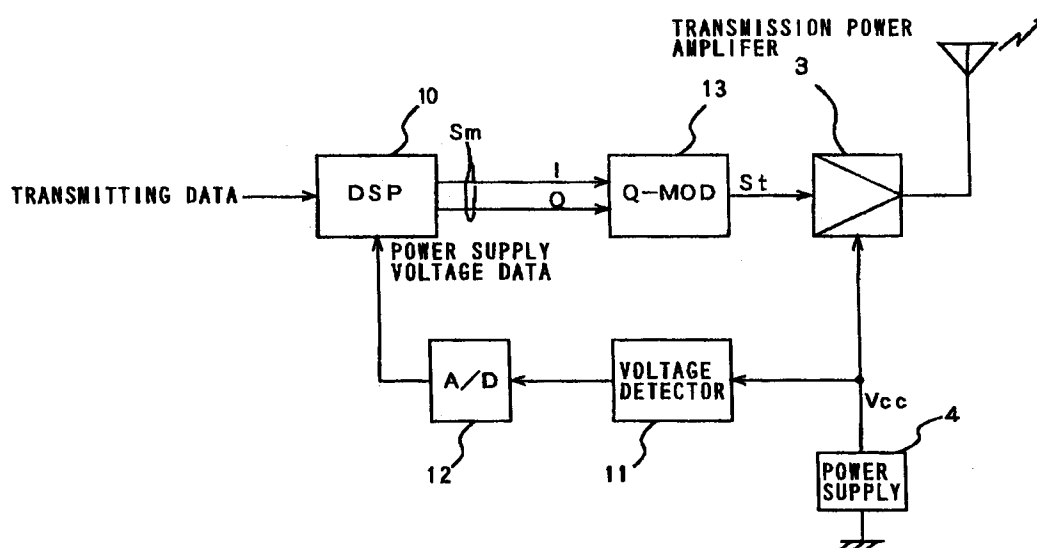 TRANSMISSION POWER
AMPLIFER
3
10
13
Sm
I
Q
DSP
Q-MOD
St
TRANSMITTING DATA
POWER SUPPLY
VOLTAGE DATA
A/D
VOLTAGE
DETECTOR
Vcc
4
12
11
POWER
SUPPLY